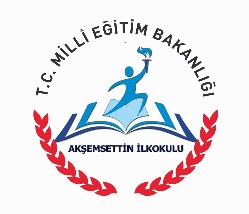 T.C. MİLLİ EĞİTİM BAKANLIĞI
AKŞEMSETTİN İLKOKULU